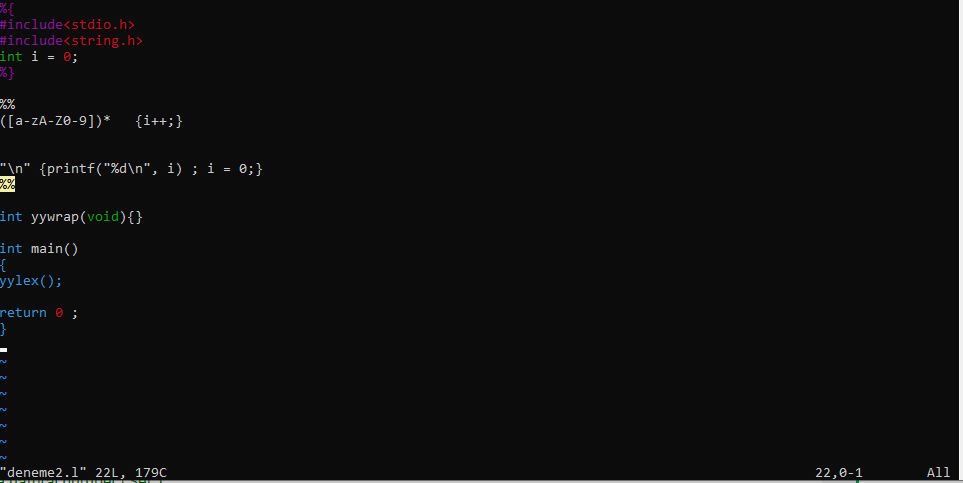 %{
#include<stdio.h>
#include<string.h>
int i = 0;
%}
%%
([a-zA-Z0-9])*   {i++;}
"\n" {printf("%d\n", i) ; i = 0;}
%%
int yywrap(void){}
int main()
{
yylex();
return 0 ;
}
~
~
~
~
~
~
~
"deneme2.l" 22L, 179C 22,0-1 All